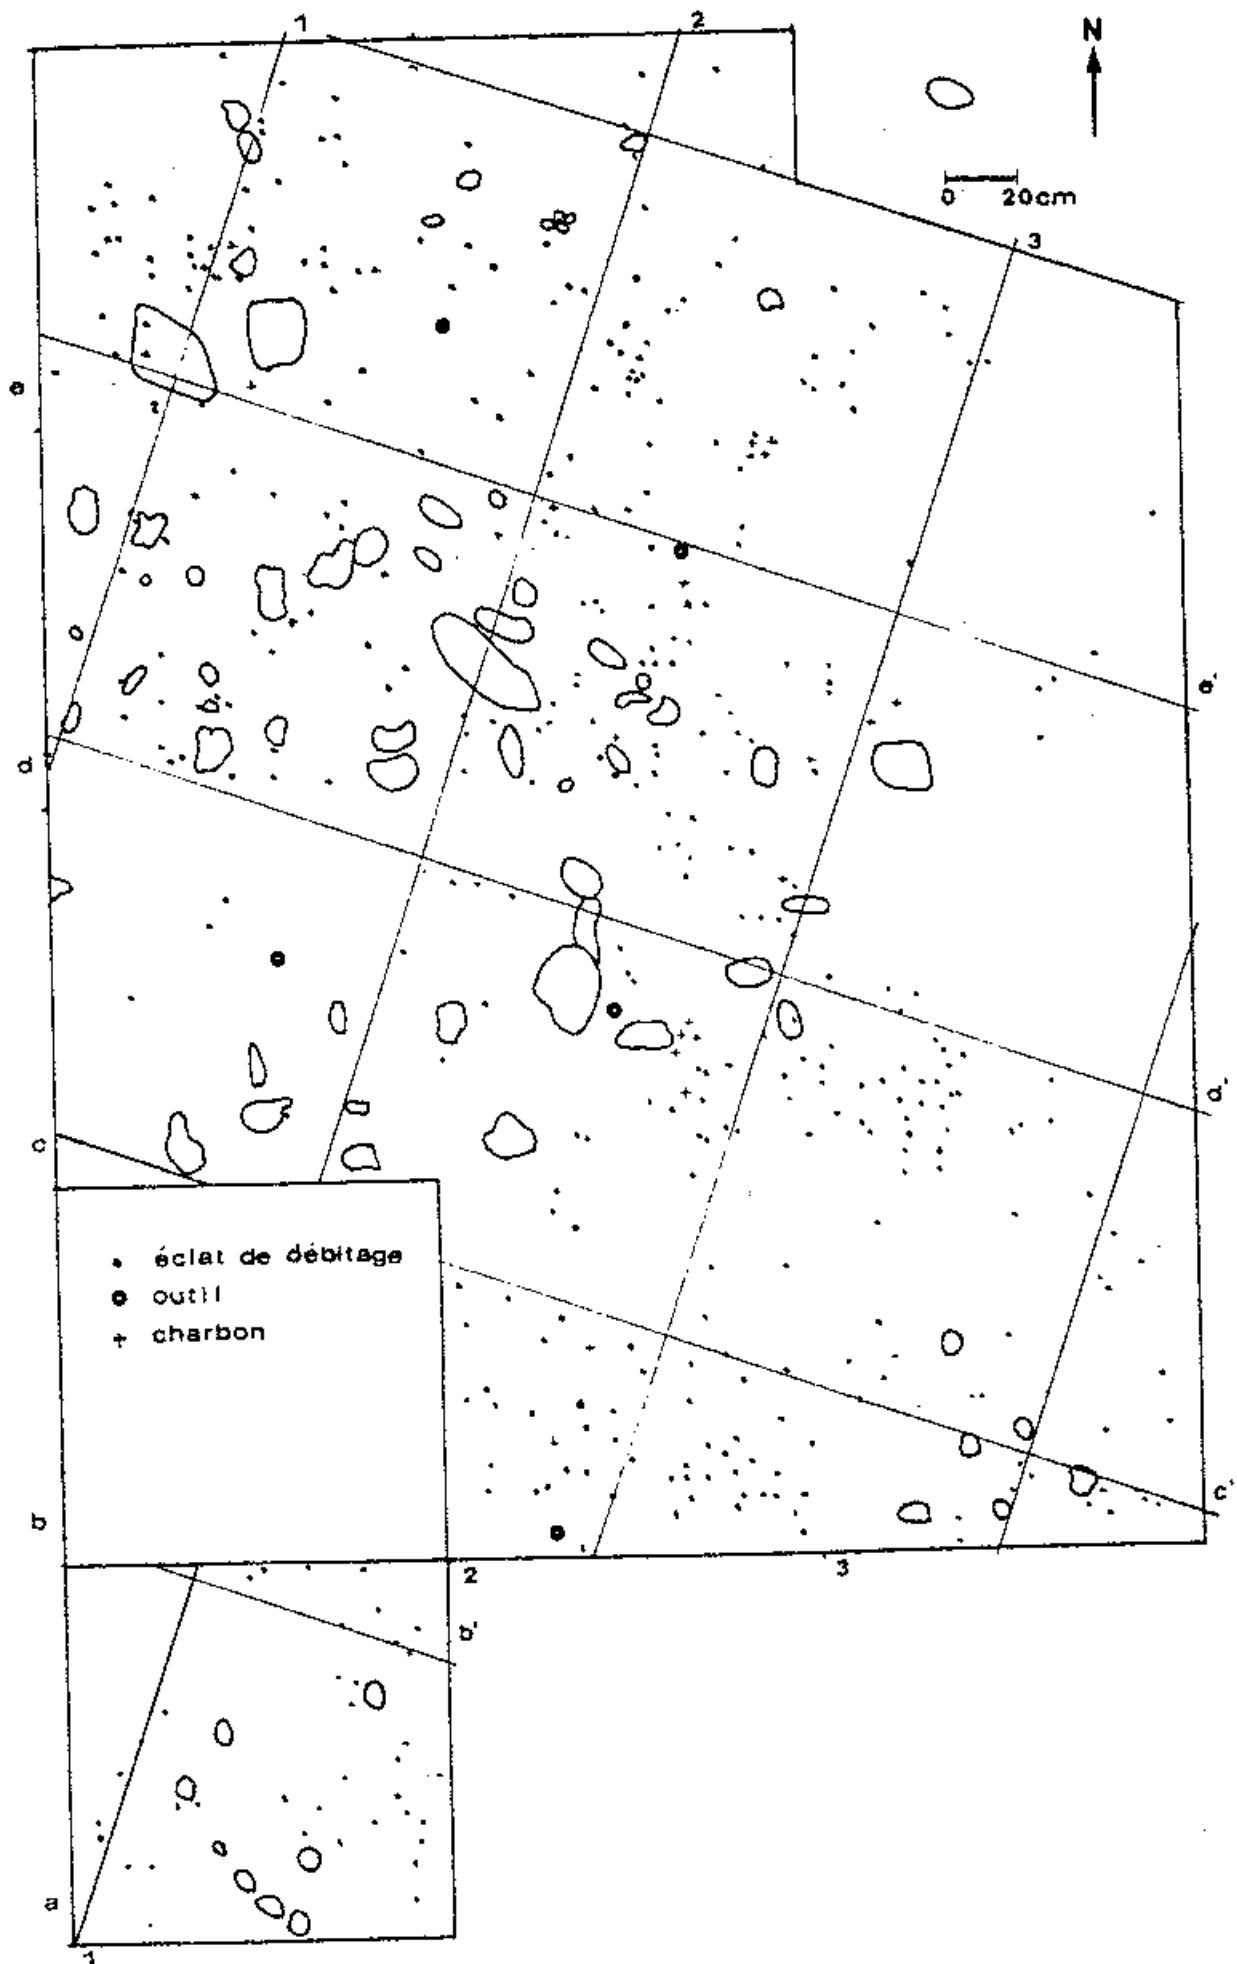 1
2
N
0 20cm
3
e
e'
d
d'
c
éclat de débitage
outil
charbon
c'
b
2
3
b'
a
1